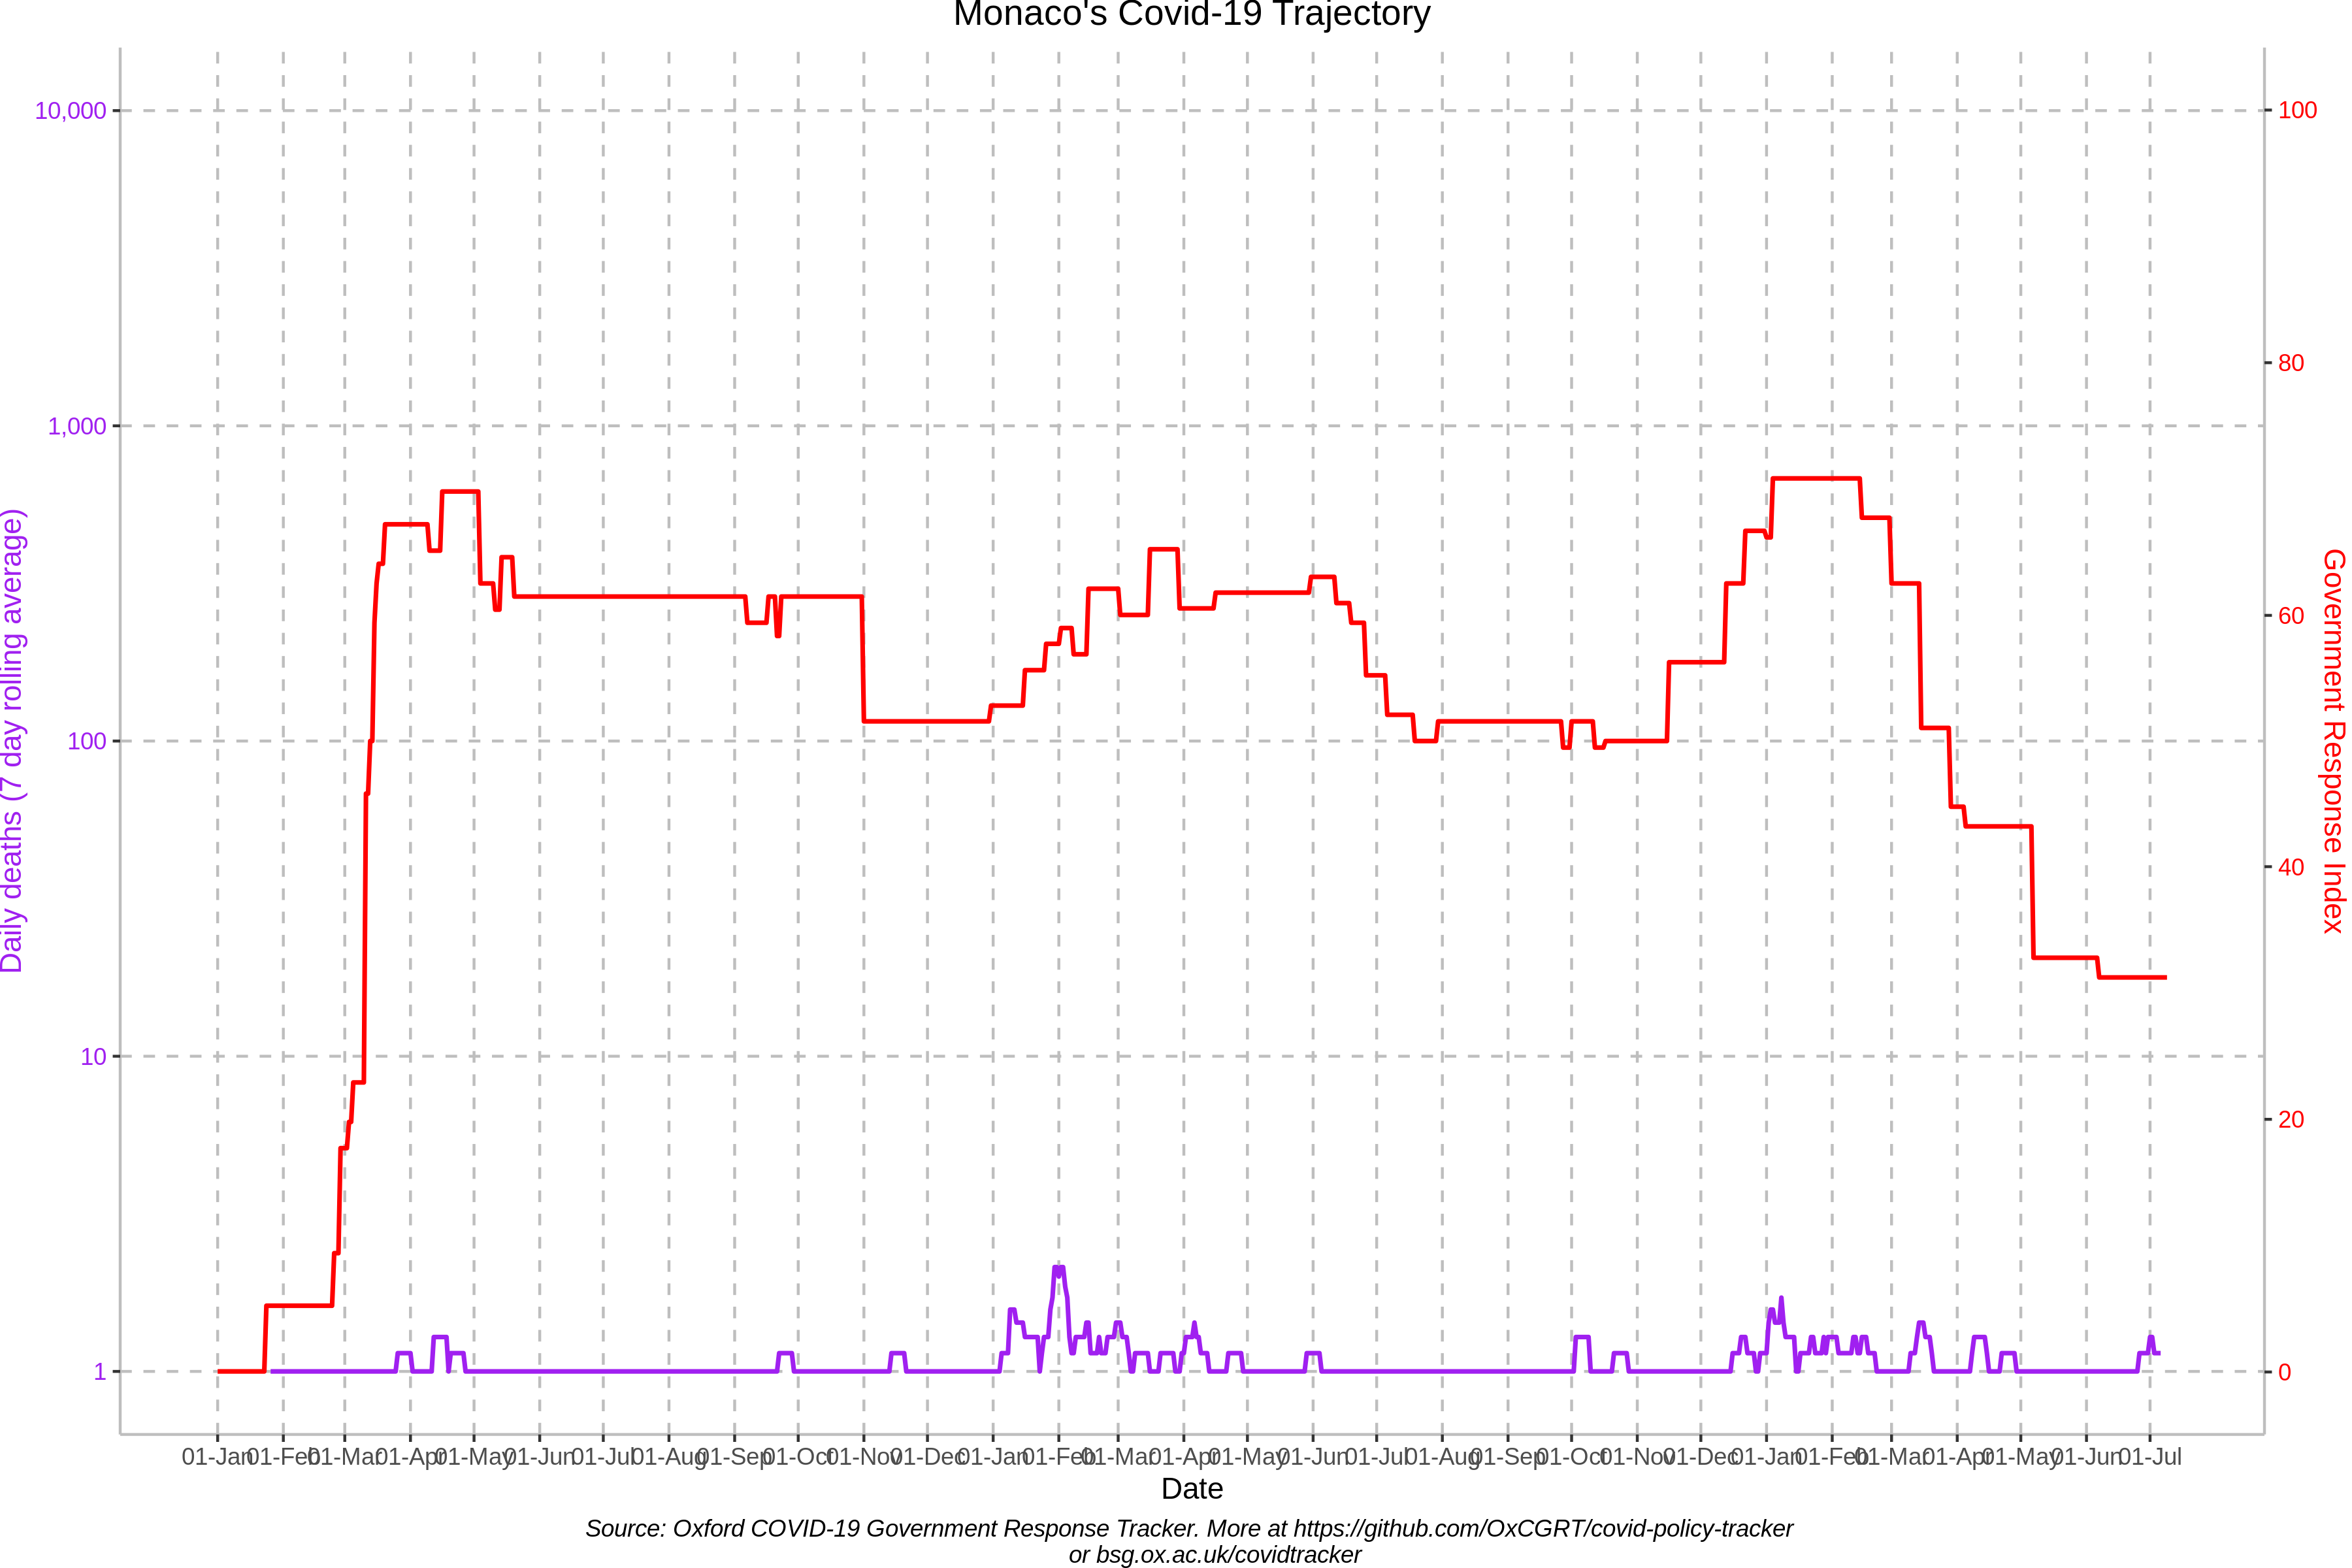 Monaco's Covid-19 Trajectory
10,000
1,000
100
10
1
Daily deaths (7 day rolling average)
100
80
60
40
20
0
Government Response Index
01-Jan 01-Feb 01-Mar 01-Apr 01-May 01-Jun 01-Jul 01-Aug 01-Sep 01-Oct 01-Nov 01-Dec 01-Jan 01-Feb 01-Mar 01-Apr 01-May 01-Jun 01-Jul 01-Aug 01-Sep 01-Oct 01-Nov 01-Dec 01-Jan 01-Feb 01-Mar 01-Apr 01-May 01-Jun 01-Jul
Date
Source: Oxford COVID-19 Government Response Tracker. More at https://github.com/OxCGRT/covid-policy-tracker
or bsg.ox.ac.uk/covidtracker